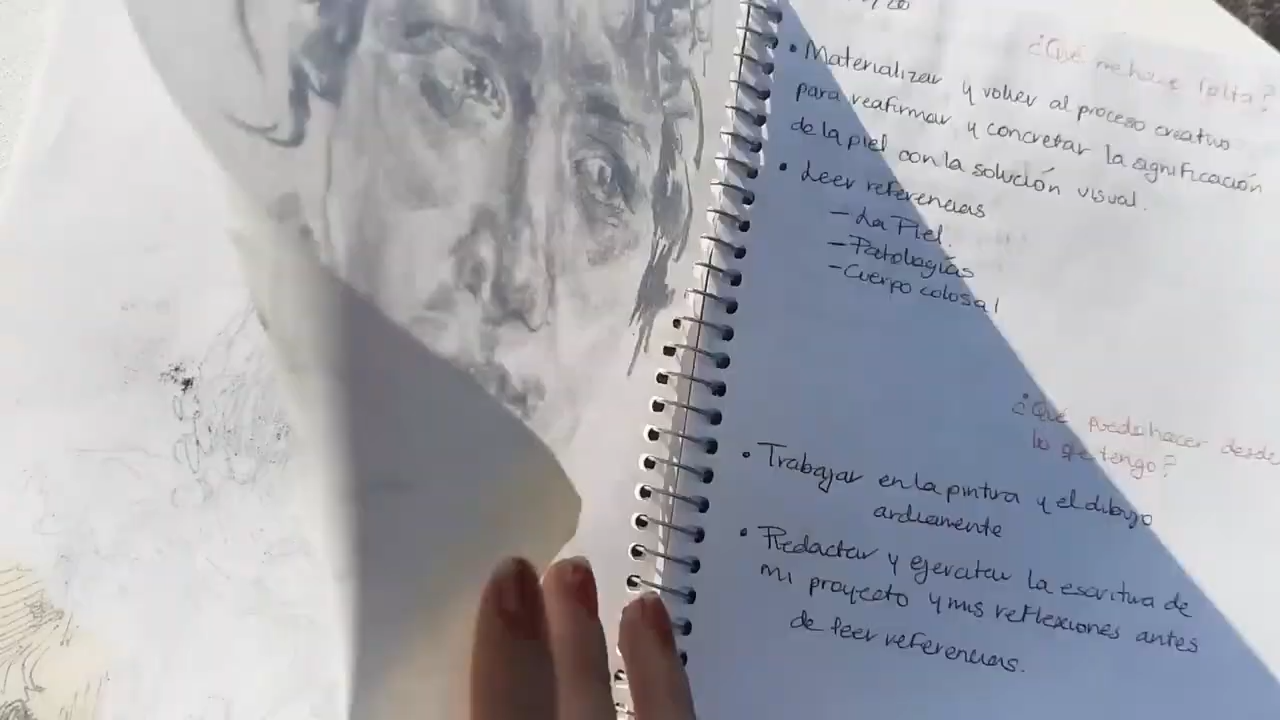 ¿Qué me hace falta?
• Materializar y volver al proceso creativo
para reafirmar y concretar la significación
de la piel con la solución visual.
• Leer referencias
- La Piel.
- Patologías
- Cuerpo colosal
¿Qué puedo hacer desde
lo que tengo?
• Trabajar en la pintura y el dibujo
arduamente
• Redactar y ejercitar la escritura de
mi proyecto y mis reflexiones antes
de leer referencias.